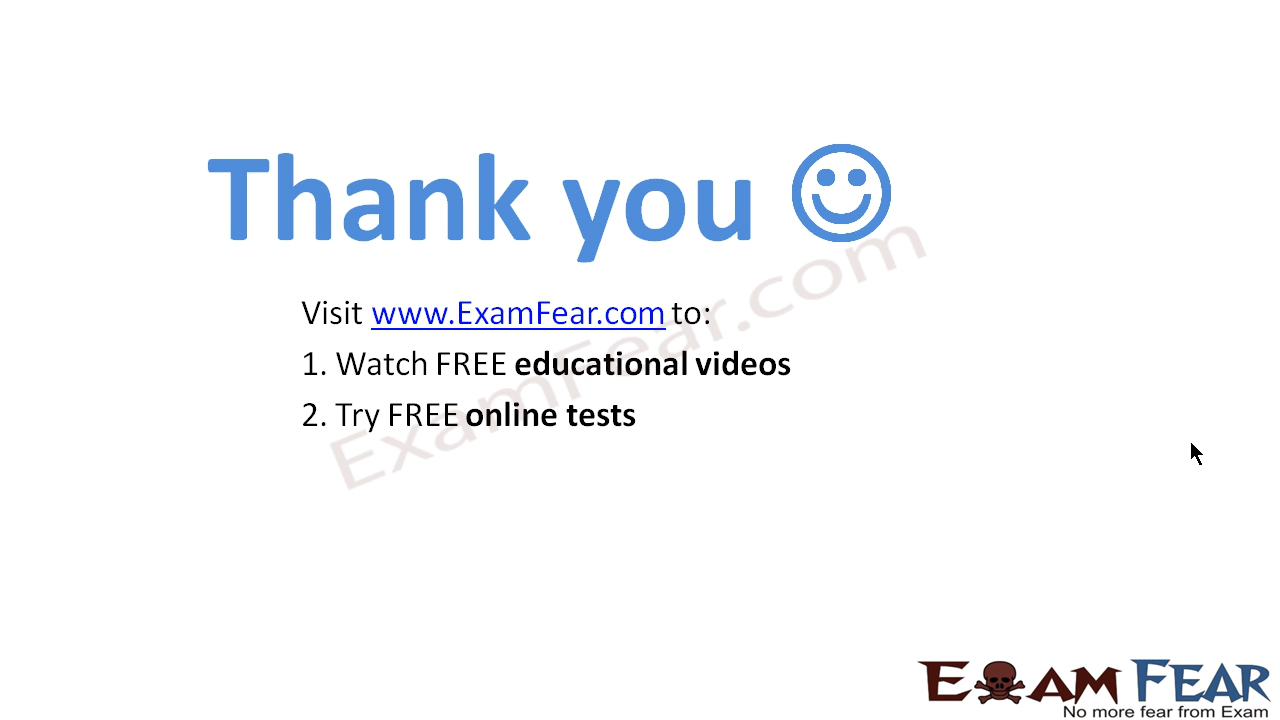 Thank you ☺
Visit www.ExamFear.com to:
1. Watch FREE educational videos
2. Try FREE online tests
ExamFear.com
EXAM FEAR
No more fear from Exam